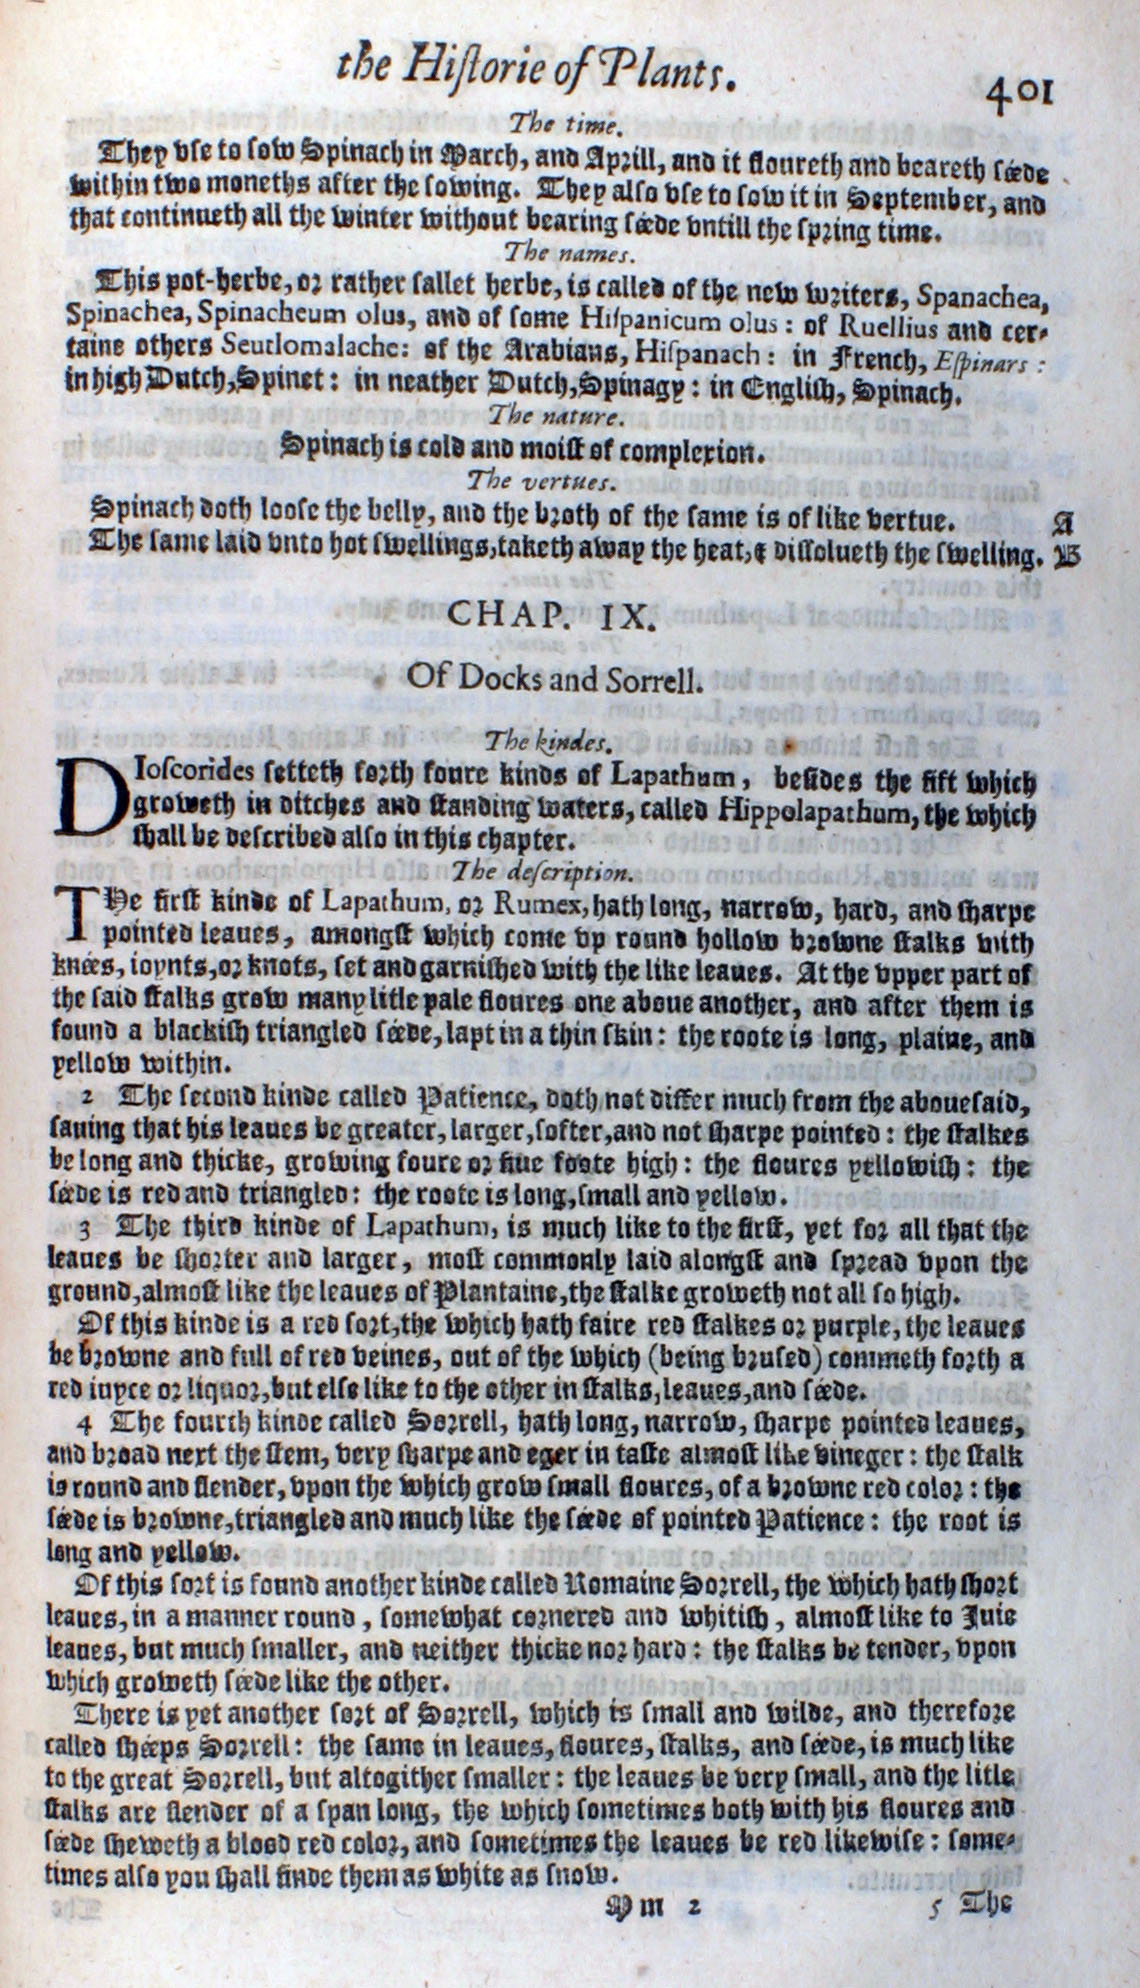 the Hiſtorie of Plants. 401
The time.
They vſe to ſow Spinach in March, and Aprill, and it floureth and beareth ſæde
within two moneths after the ſowing. They alſo vſe to ſow it in September, and
that continueth all the winter without bearing ſæde vntill the ſpring time.
The names.
This pot-herbe, or rather ſallet herbe, is called of the new writers, Spanachea,
Spinachea, Spinacheum olus, and of ſome Hiſpanicum olus: of Ruellius and cer-
taine others Seutlomalache: of the Arabians, Hiſpanach: in French, Eſpinars:
in high Dutch, Spinet: in neather Dutch, Spinagy: in Engliſh, Spinach.
The nature.
Spinach is cold and moiſt of complexion.
The vertues.
Spinach doth looſe the belly, and the broth of the ſame is of like vertue. A
The ſame laid vnto hot ſwellings, taketh away the heat, & diſſolueth the ſwelling. B
CHAP. IX.
Of Docks and Sorrell.
The kindes.
DIoſcorides ſetteth forth foure kinds of Lapathum, beſides the fift which
groweth in ditches and ſtanding waters, called Hippolapathum, the which
ſhall be deſcribed alſo in this chapter.
The deſcription.
THe firſt kinde of Lapathum, or Rumex, hath long, narrow, hard, and ſharpe
pointed leaues, amongſt which come vp round hollow browne ſtalks with
knæs, ioynts, or knots, ſet and garniſhed with the like leaues. At the vpper part of
the ſaid ſtalks grow many litle pale floures one aboue another, and after them is
found a blackiſh triangled ſæde, lapt in a thin ſkin: the roote is long, plaine, and
yellow within.
2 The ſecond kinde called Patience, doth not differ much from the aboueſaid,
ſauing that his leaues be greater, larger, ſofter, and not ſharpe pointed: the ſtalkes
be long and thicke, growing foure or fiue foote high: the floures yellowiſh: the
ſæde is red and triangled: the roote is long, ſmall and yellow.
3 The third kinde of Lapathum, is much like to the firſt, yet for all that the
leaues be ſhorter and larger, moſt commonly laid alongſt and ſpread vpon the
ground, almoſt like the leaues of Plantaine, the ſtalke groweth not all ſo high.
Of this kinde is a red ſort, the which hath faire red ſtalkes or purple, the leaues
be browne and full of red veines, out of the which (being bruſed) commeth forth a
red iuyce or liquor, but elſe like to the other in ſtalks, leaues, and ſæde.
4 The fourth kinde called Sorrell, hath long, narrow, ſharpe pointed leaues,
and broad next the ſtem, very ſharpe and eger in taſte almoſt like vineger: the ſtalk
is round and ſlender, vpon the which grow ſmall floures, of a browne red color: the
ſæde is browne, triangled and much like the ſæde of pointed Patience: the root is
long and yellow.
Of this ſort is found another kinde called Romaine Sorrell, the which hath ſhort
leaues, in a manner round, ſomewhat cornered and whitiſh, almoſt like to Iuie
leaues, but much ſmaller, and neither thicke nor hard: the ſtalks be tender, vpon
which groweth ſæde like the other.
There is yet another ſort of Sorrell, which is ſmall and wilde, and therefore
called ſhæps Sorrell: the ſame in leaues, floures, ſtalks, and ſæde, is much like
to the great Sorrell, but altogither ſmaller: the leaues be very ſmall, and the litle
ſtalks are ſlender of a ſpan long, the which ſometimes both with his floures and
ſæde ſheweth a blood red color, and ſometimes the leaues be red likewiſe: ſome-
times alſo you ſhall finde them as white as ſnow.
Mm 2 5 The